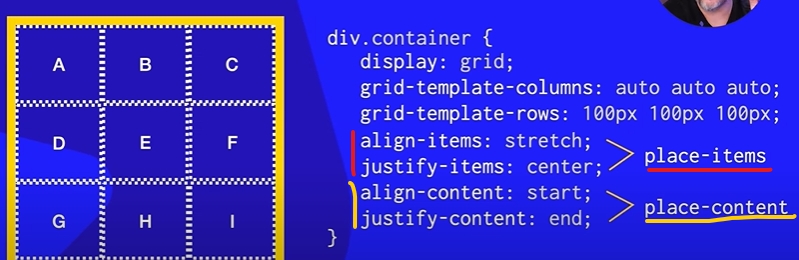 A B C
D E F
G H I
div.container {
display: grid;
grid-template-columns: auto auto auto;
grid-template-rows: 100px 100px 100px;
align-items: stretch;
justify-items: center;
place-items
align-content: start;
justify-content: end;
place-content
}